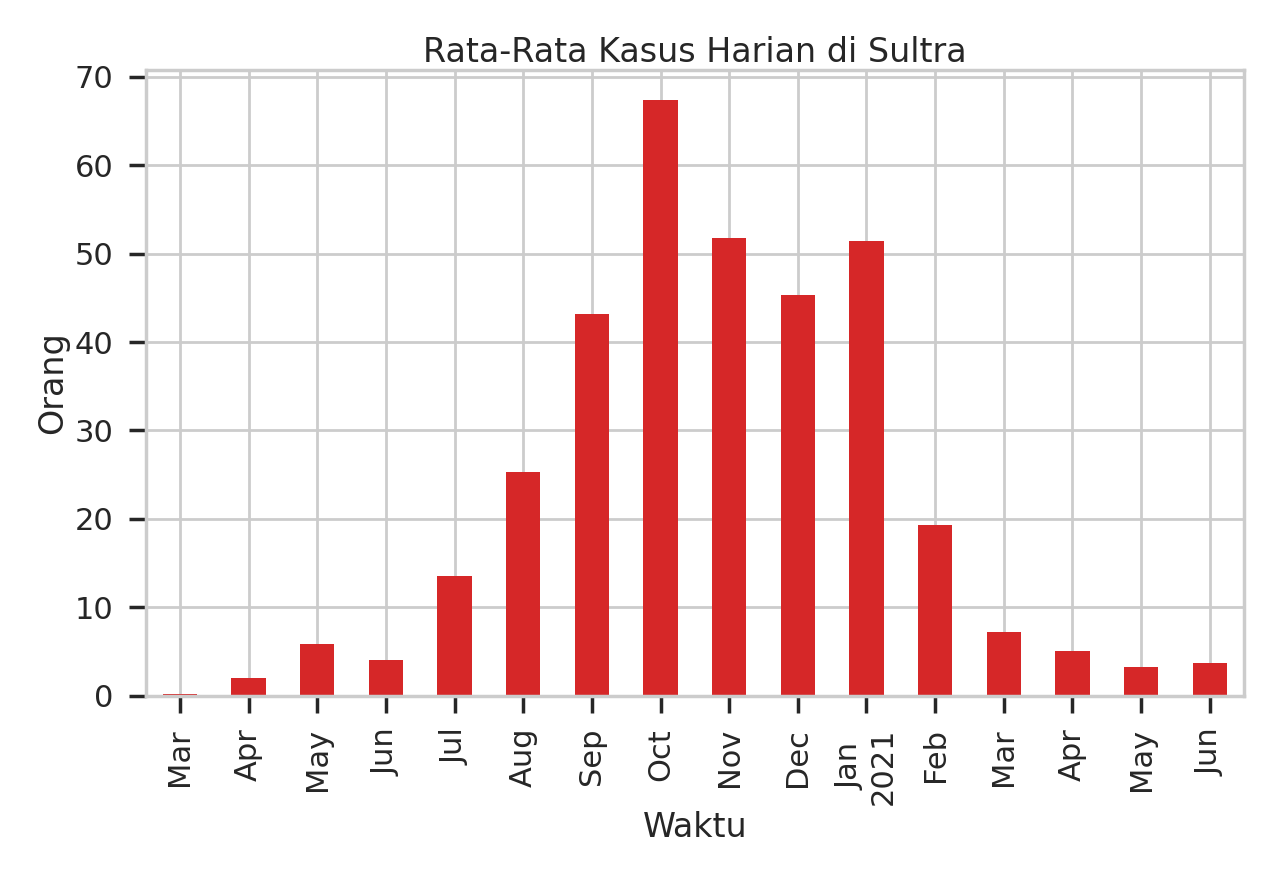 Rata-Rata Kasus Harian di Sultra
70
60
50
40
30
20
10
0
Orang
Mar
Apr
May
Jun
Jul
Aug
Sep
Oct
Nov
Dec
Jan
2021
Feb
Mar
Apr
May
Jun
Waktu